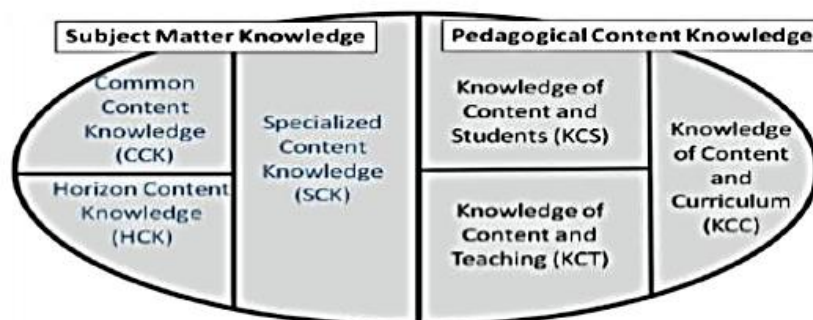 Subject Matter Knowledge
Pedagogical Content Knowledge
Common
Content
Knowledge
(CCK)
Horizon Content
Knowledge
(HCK)
Specialized
Content
Knowledge
(SCK)
Knowledge of
Content and
Students (KCS)
Knowledge of
Content and
Teaching (KCT)
Knowledge
of Content
and
Curriculum
(KCC)